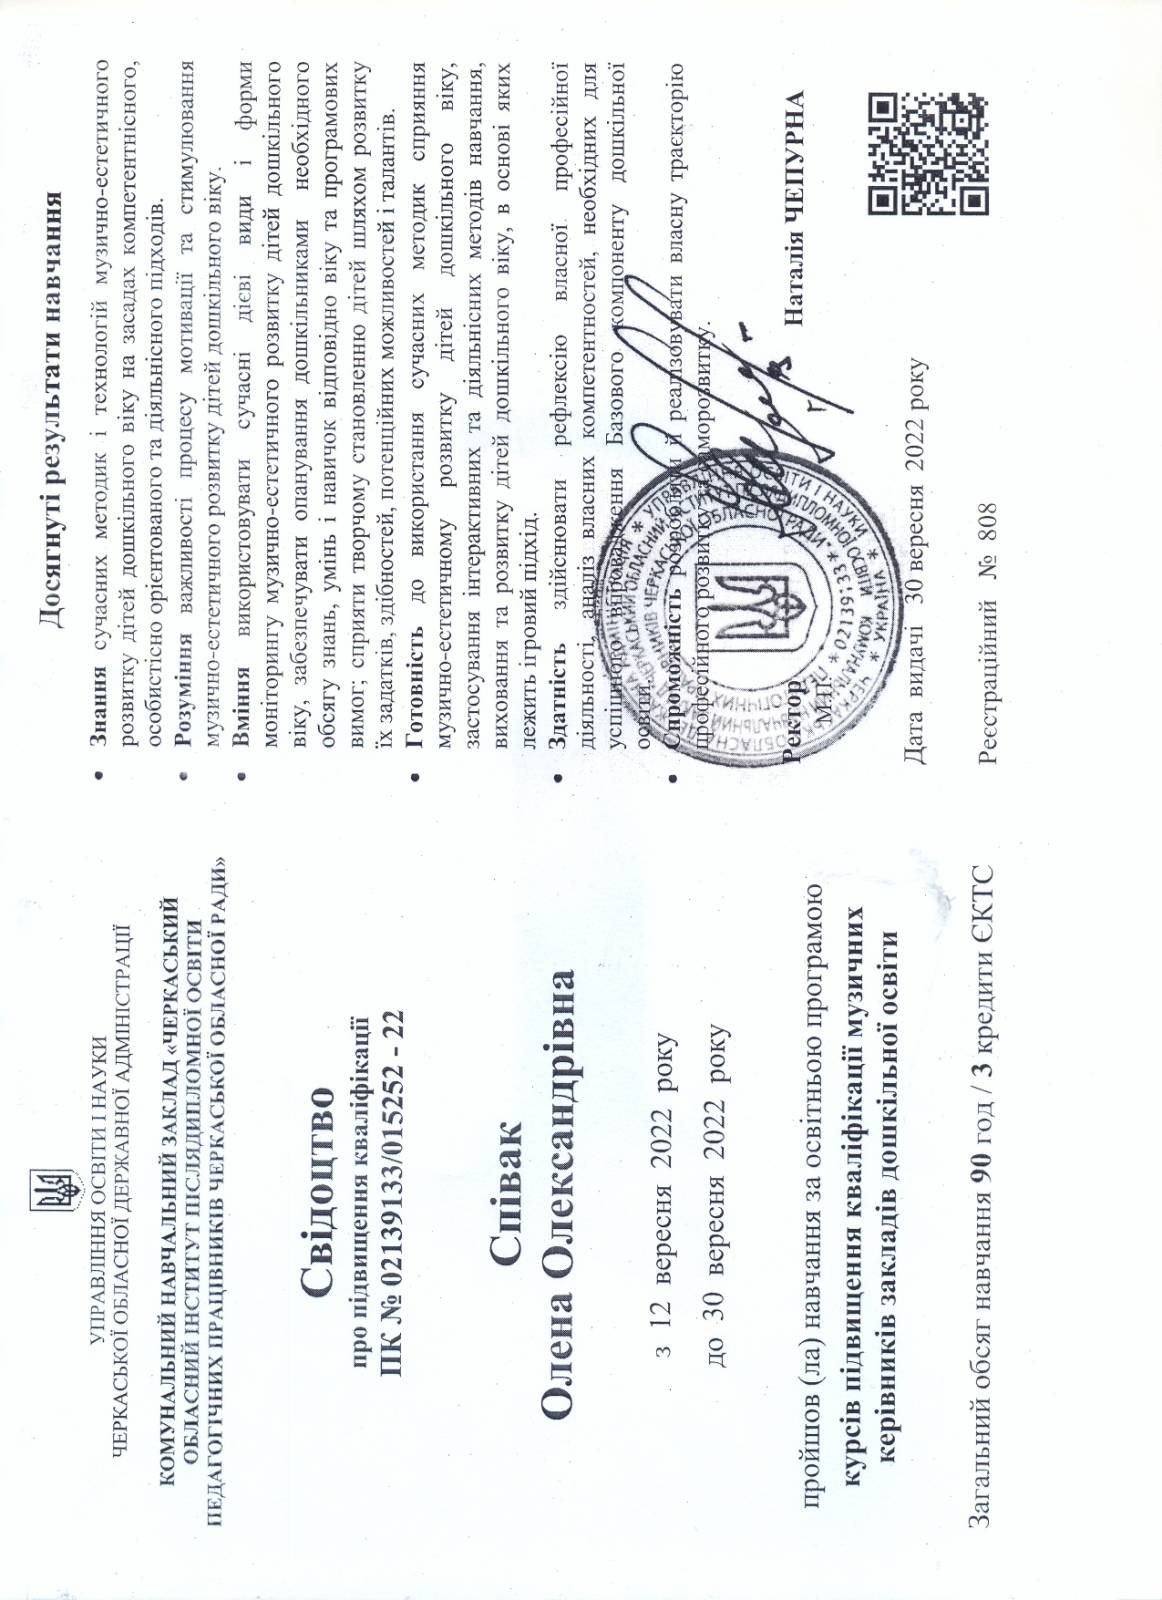 УПРАВЛІННЯ ОСВІТИ І НАУКИ
ЧЕРКАСЬКОЇ ОБЛАСНОЇ ДЕРЖАВНОЇ АДМІНІСТРАЦІЇ
КОМУНАЛЬНИЙ НАВЧАЛЬНИЙ ЗАКЛАД «ЧЕРКАСЬКИЙ
ОБЛАСНИЙ ІНСТИТУТ ПІСЛЯДИПЛОМНОЇ ОСВІТИ
ПЕДАГОГІЧНИХ ПРАЦІВНИКІВ ЧЕРКАСЬКОЇ ОБЛАСНОЇ РАДИ»
Свідоцтво
про підвищення кваліфікації
ПК № 02139133/015252 - 22
Співак
Олена Олександрівна
з 12 вересня 2022 року
до 30 вересня 2022 року
пройшов (ла) навчання за освітньою програмою
курсів підвищення кваліфікації музичних
керівників закладів дошкільної освіти
Загальний обсяг навчання 90 год / 3 кредити ЄКТС
Досягнуті результати навчання
• Знання сучасних методик і технологій музично-естетичного
розвитку дітей дошкільного віку на засадах компетентнісного,
особистісно орієнтованого та діяльнісного підходів.
• Розуміння важливості процесу мотивації та стимулювання
музично-естетичного розвитку дітей дошкільного віку.
• Вміння використовувати сучасні дієві види і форми
моніторингу музично-естетичного розвитку дітей дошкільного
віку, забезпечувати опанування дошкільниками необхідного
обсягу знань, умінь і навичок відповідно віку та програмових
вимог; сприяти творчому становленню дітей шляхом розвитку
їх задатків, здібностей, потенційних можливостей і талантів.
• Готовність до використання сучасних методик сприяння
музично-естетичному розвитку дітей дошкільного віку,
застосування інтерактивних та діяльнісних методів навчання,
виховання та розвитку дітей дошкільного віку, в основі яких
лежить ігровий підхід.
• Здатність здійснювати рефлексію власної професійної
діяльності, аналіз власних компетентностей, необхідних для
успішного впровадження Базового компоненту дошкільної
освіти.
• Спроможність розробляти й реалізовувати власну траєкторію
професійного розвитку та саморозвитку.
Ректор
Наталія ЧЕПУРНА
М.П.
* 02139133 *
* УКРАЇНА *
Дата видачі 30 вересня 2022 року
Реєстраційний № 808